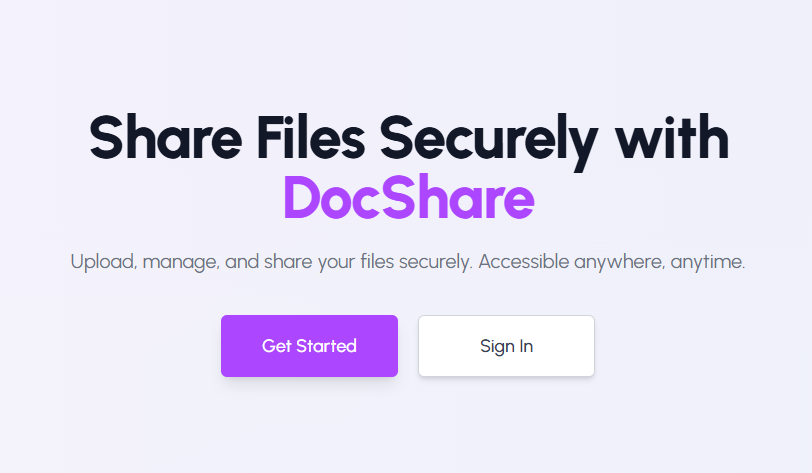 Share Files Securely with
DocShare
Upload, manage, and share your files securely. Accessible anywhere, anytime.
Get Started
Sign In